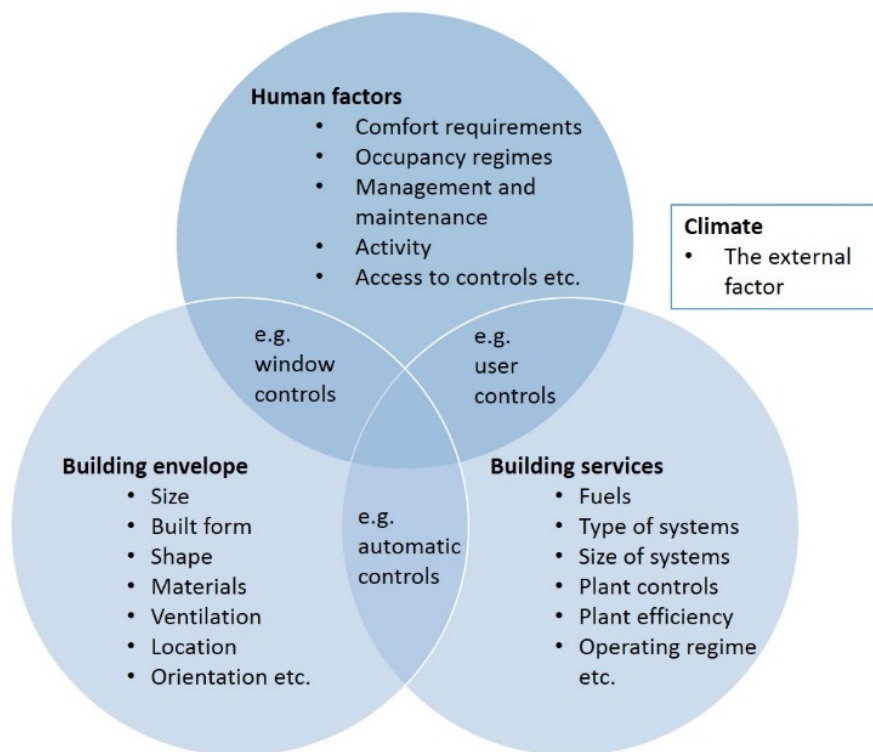 Human factors
• Comfort requirements
• Occupancy regimes
• Management and
maintenance
• Activity
• Access to controls etc.
Climate
• The external
factor
e.g.
window
controls
e.g.
user
controls
Building envelope
• Size
• Built form
• Shape
• Materials
• Ventilation
• Location
• Orientation etc.
e.g.
automatic
controls
Building services
• Fuels
• Type of systems
• Size of systems
• Plant controls
• Plant efficiency
• Operating regime
etc.